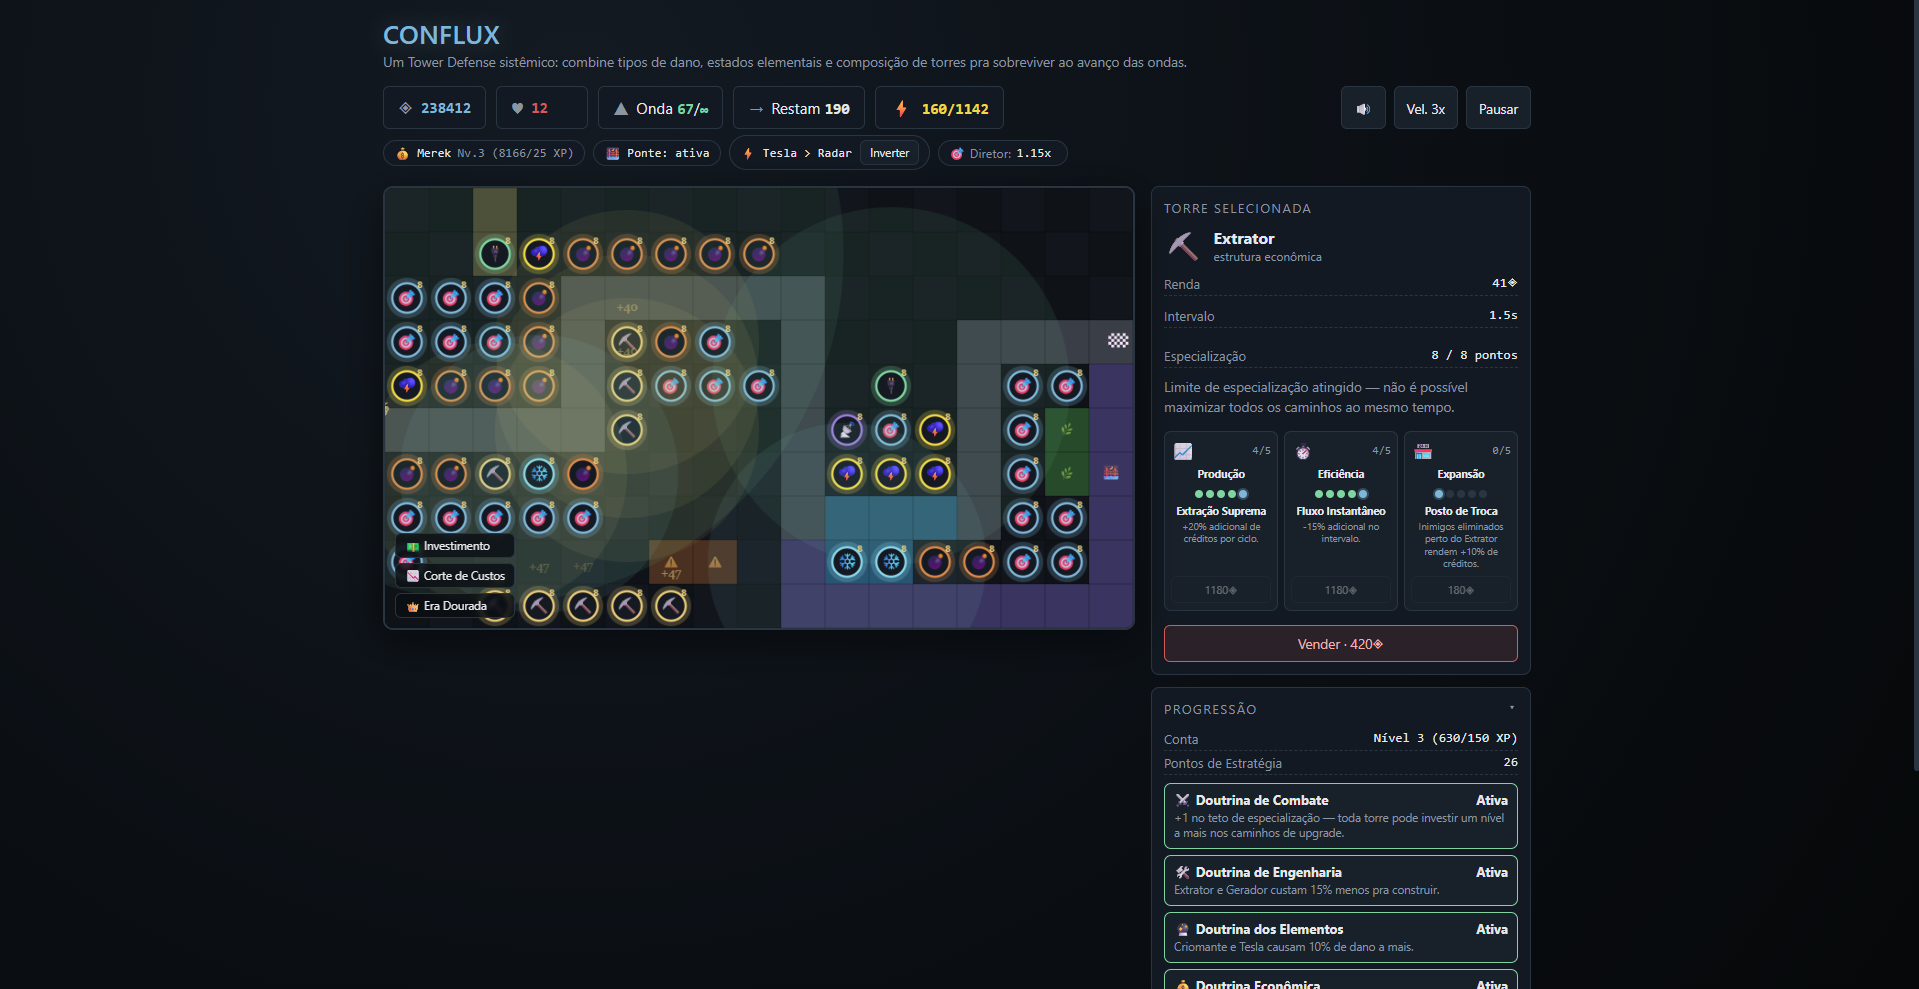 CONFLUX
Um Tower Defense sistêmico: combine tipos de dano, estados elementais e composição de torres pra sobreviver ao avanço das ondas.
238412
12
Onda 67/∞
→ Restam 190
160/1142
Vel. 3x
Pausar
Merek Nv.3 (8166/25 XP)
Ponte: ativa
Tesla > Radar
Inverter
Diretor: 1.15x
+40
+47
+47
+47
Investimento
Corte de Custos
Era Dourada
TORRE SELECIONADA
Extrator
estrutura econômica
Renda 41
Intervalo 1.5s
Especialização 8 / 8 pontos
Limite de especialização atingido — não é possível
maximizar todos os caminhos ao mesmo tempo.
4/5
Produção
Extração Suprema
+20% adicional de
créditos por ciclo.
1180
4/5
Eficiência
Fluxo Instantâneo
-15% adicional no
intervalo.
1180
0/5
Expansão
Posto de Troca
Inimigos eliminados
perto do Extrator
rendem +10% de
créditos.
180
Vender · 420
PROGRESSÃO
Conta Nível 3 (630/150 XP)
Pontos de Estratégia 26
Doutrina de Combate Ativa
+1 no teto de especialização — toda torre pode investir um nível
a mais nos caminhos de upgrade.
Doutrina de Engenharia Ativa
Extrator e Gerador custam 15% menos pra construir.
Doutrina dos Elementos Ativa
Criomante e Tesla causam 10% de dano a mais.
Doutrina Econômica Ativa